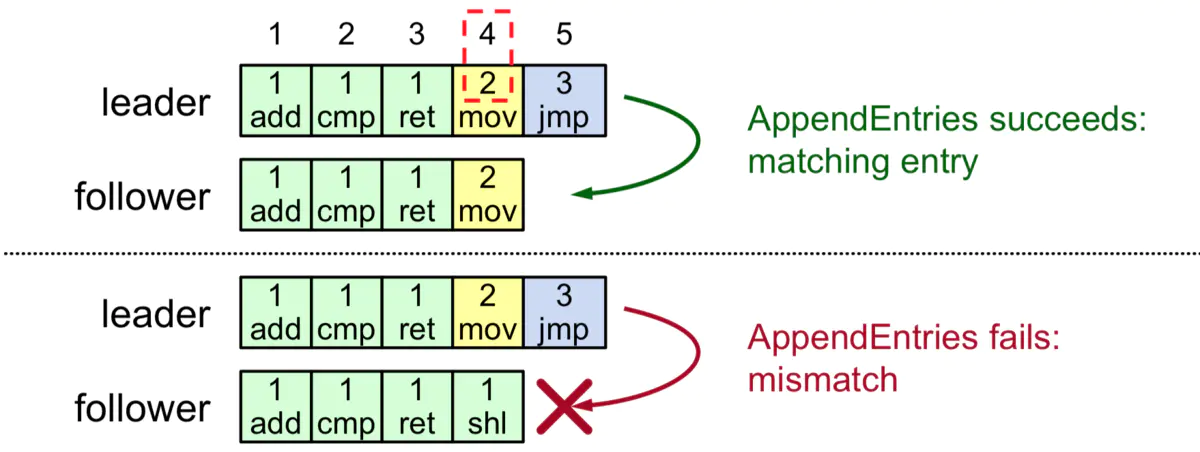 1 2 3 4 5
leader
1 1 1 2 3
add cmp ret mov jmp
AppendEntries succeeds:
matching entry
follower
1 1 1 2
add cmp ret mov
leader
1 1 1 2 3
add cmp ret mov jmp
AppendEntries fails:
mismatch
follower
1 1 1 1
add cmp ret shl